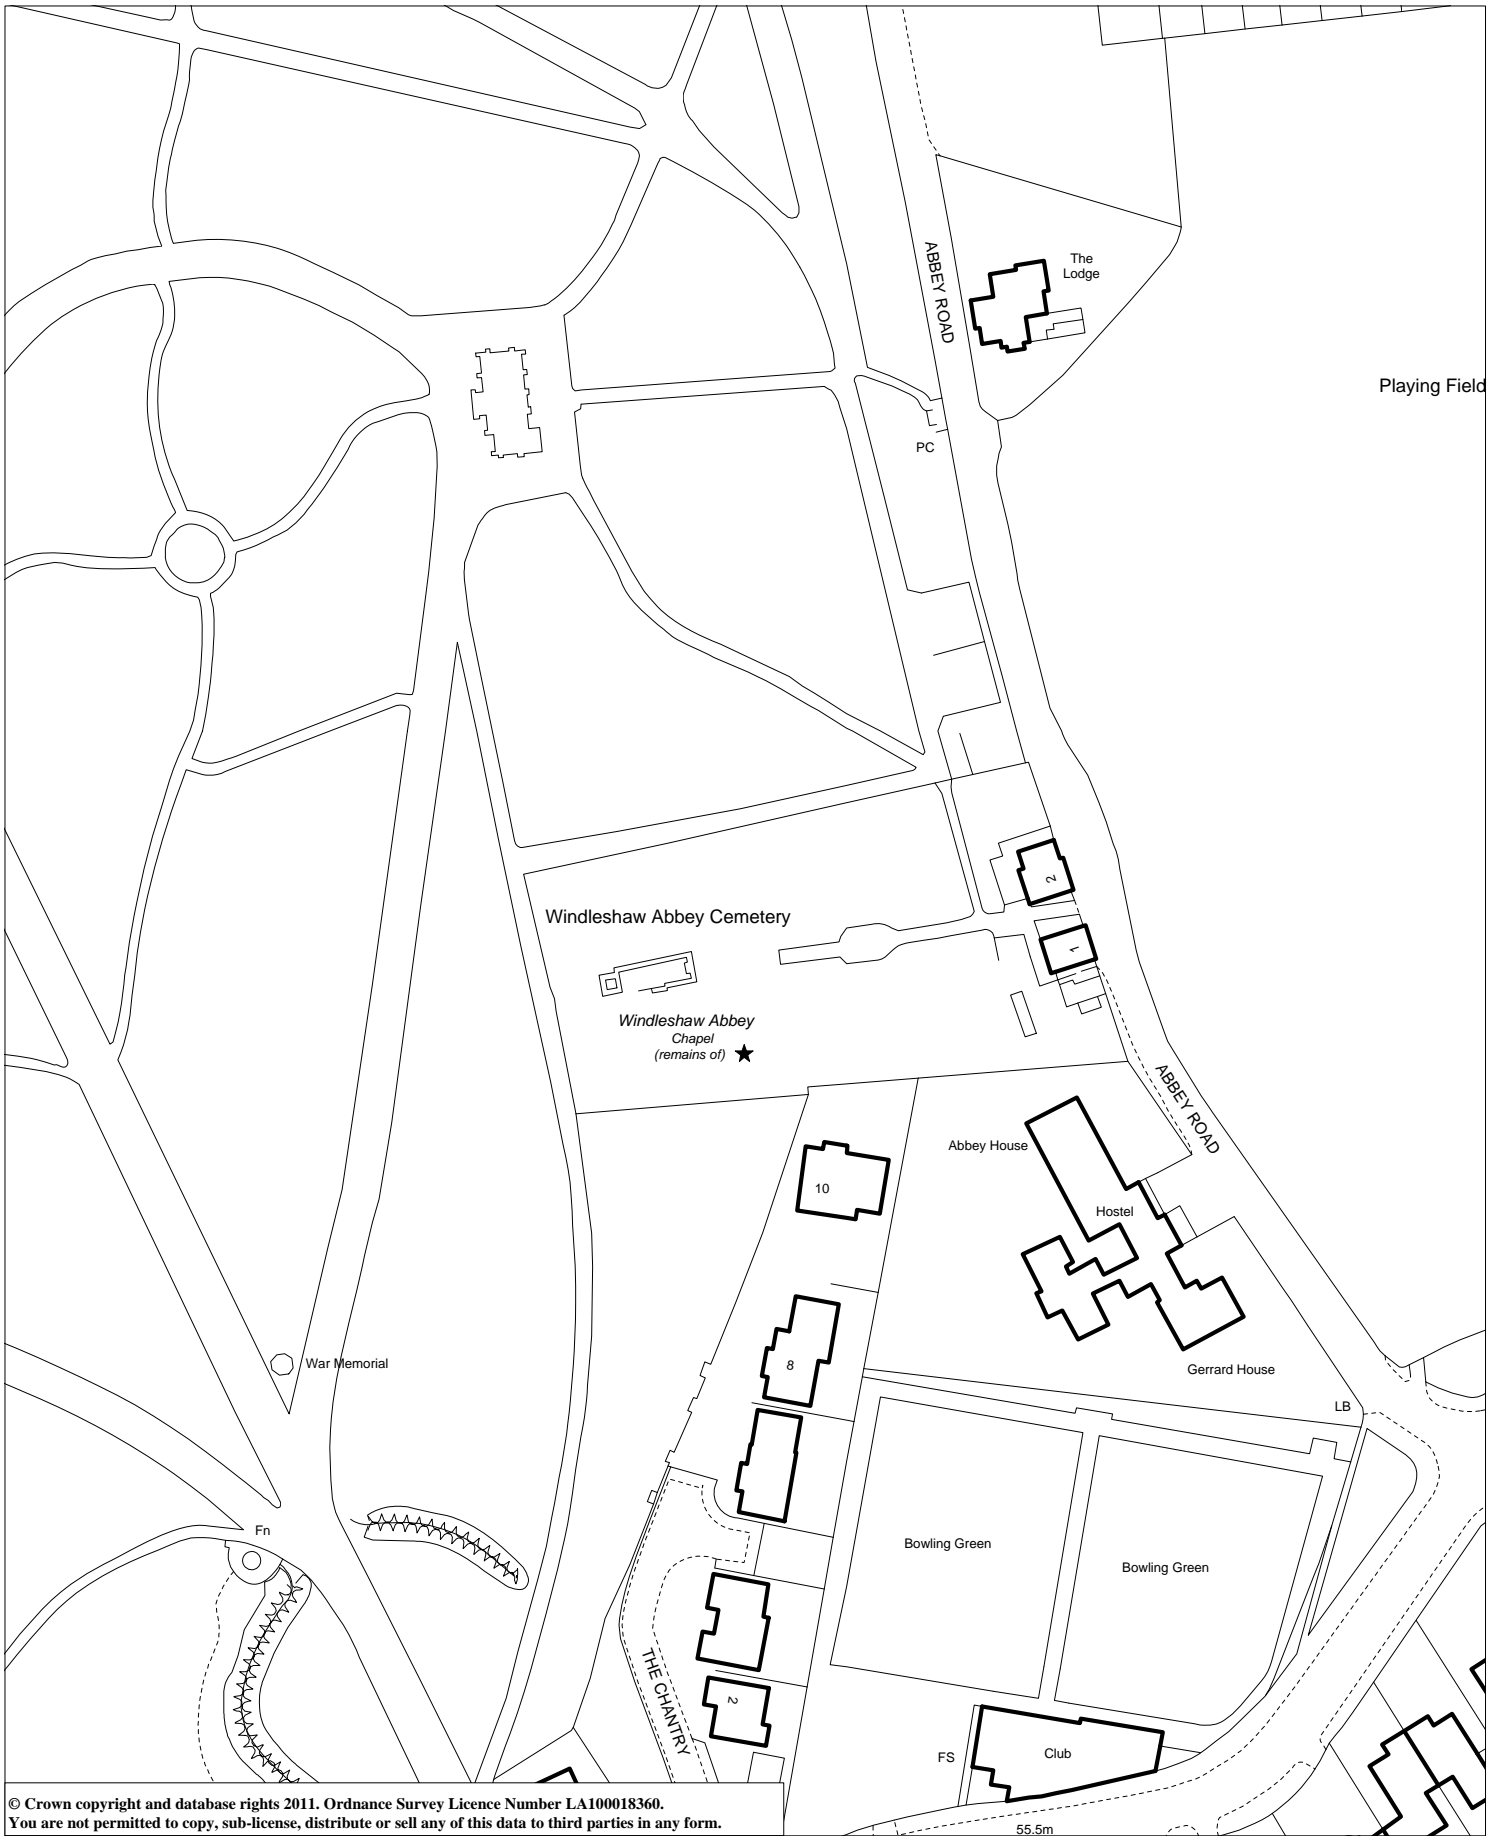 ABBEY ROAD
The
Lodge
Playing Field
PC
2
Windleshaw Abbey Cemetery
1
Windleshaw Abbey
Chapel
(remains of)
ABBEY ROAD
Abbey House
10
Hostel
War Memorial
8
Gerrard House
LB
Fn
Bowling Green
Bowling Green
THE CHANTRY
2
FS
Club
55.5m
© Crown copyright and database rights 2011. Ordnance Survey Licence Number LA100018360.
You are not permitted to copy, sub-license, distribute or sell any of this data to third parties in any form.